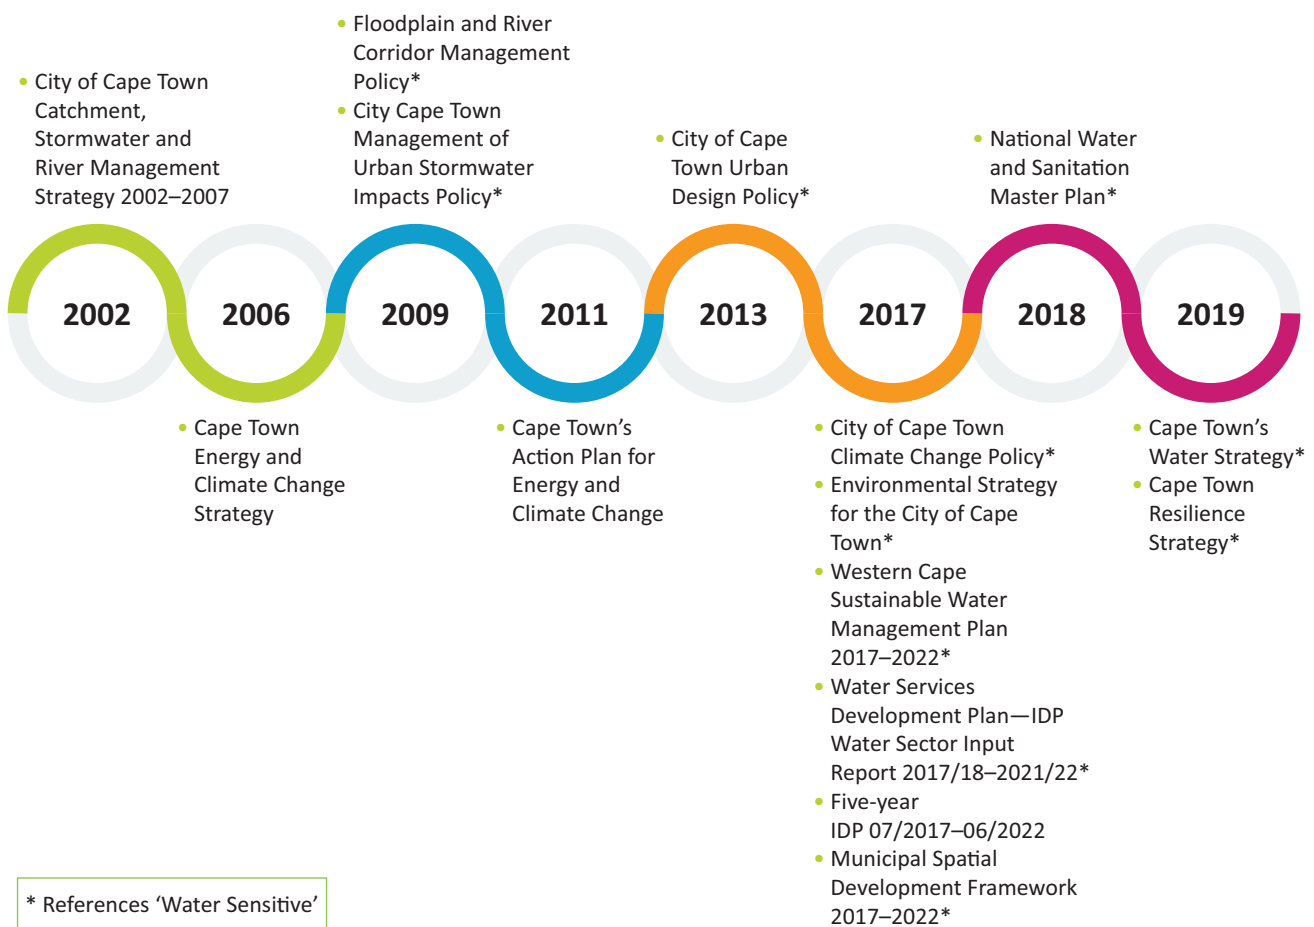 • City of Cape Town
Catchment,
Stormwater and
River Management
Strategy 2002–2007
• Floodplain and River
Corridor Management
Policy*
• City Cape Town
Management of
Urban Stormwater
Impacts Policy*
• City of Cape
Town Urban
Design Policy*
• National Water
and Sanitation
Master Plan*
2002
2006
2009
2011
2013
2017
2018
2019
• Cape Town
Energy and
Climate Change
Strategy
• Cape Town’s
Action Plan for
Energy and
Climate Change
• City of Cape Town
Climate Change Policy*
• Environmental Strategy
for the City of Cape
Town*
• Western Cape
Sustainable Water
Management Plan
2017–2022*
• Water Services
Development Plan—IDP
Water Sector Input
Report 2017/18–2021/22*
• Five-year
IDP 07/2017–06/2022
• Municipal Spatial
Development Framework
2017–2022*
• Cape Town’s
Water Strategy*
• Cape Town
Resilience
Strategy*
* References ‘Water Sensitive’